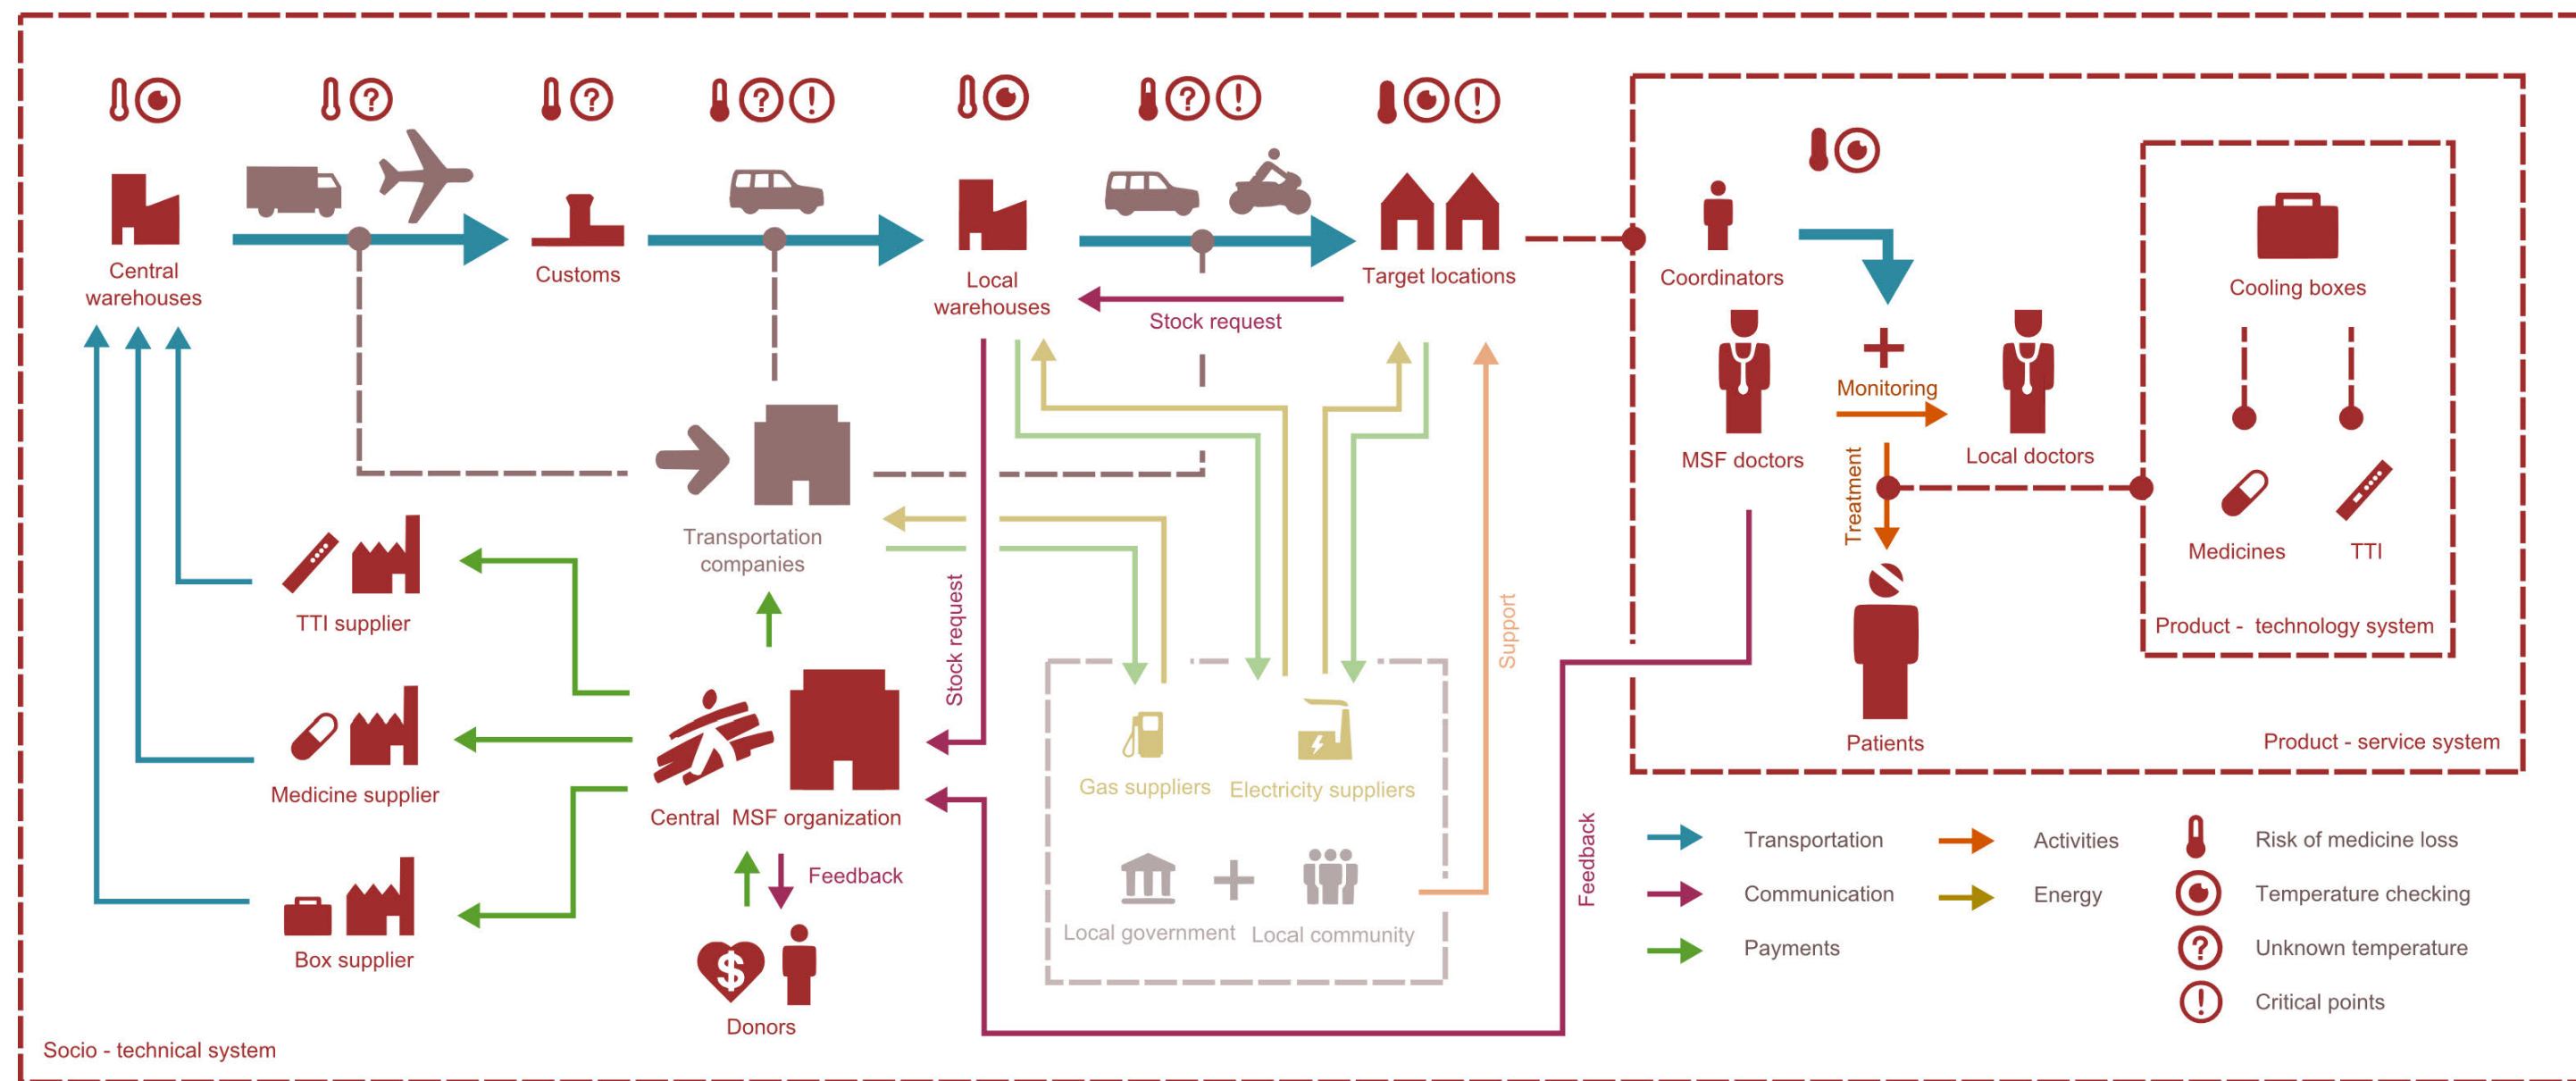 Central
warehouses
Customs
Local
warehouses
Target locations
Stock request
Coordinators
Cooling boxes
Monitoring
MSF doctors
Local doctors
Treatment
Medicines
TTI
Product - technology system
Patients
Product - service system
Transportation
companies
TTI supplier
Stock request
Support
Medicine supplier
Central MSF organization
Gas suppliers
Electricity suppliers
Feedback
Local government
Local community
Feedback
Box supplier
$
Donors
Socio - technical system
Transportation
Communication
Payments
Activities
Energy
Risk of medicine loss
Temperature checking
Unknown temperature
Critical points